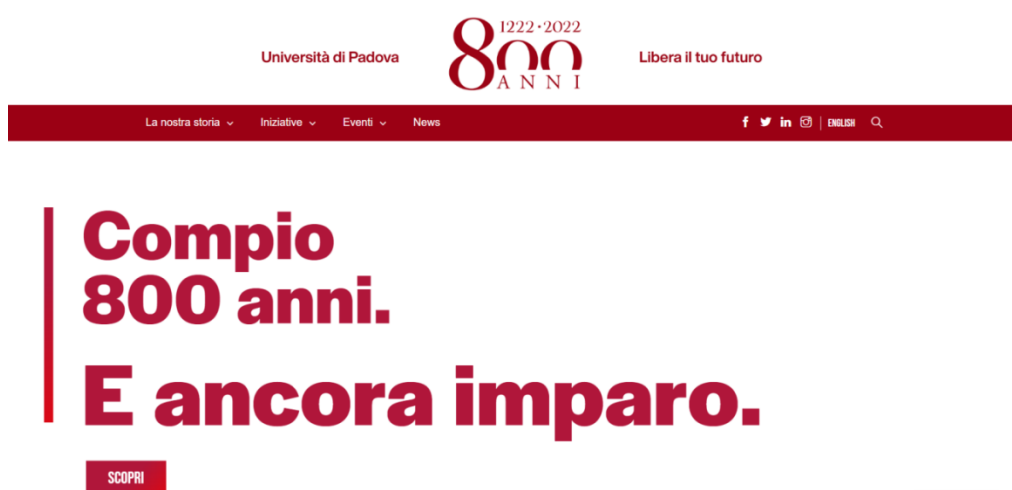 Università di Padova
1222·2022
800
ANNI
Libera il tuo futuro
La nostra storia
Iniziative
Eventi
News
ENGLISH
Compio
800 anni.
E ancora imparo.
SCOPRI